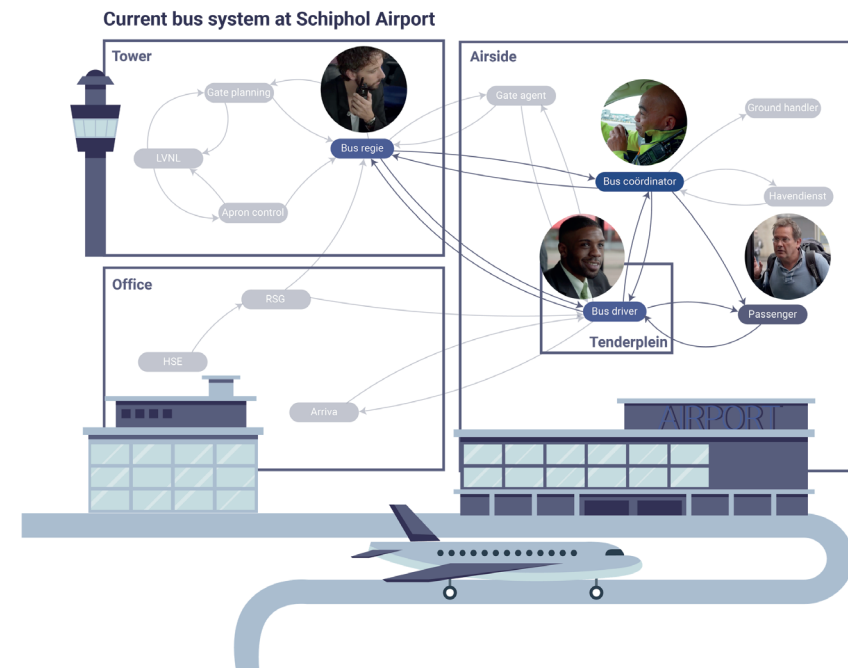 Current bus system at Schiphol Airport
Tower
Gate planning
LVNL
Bus regie
Apron control
Airside
Gate agent
Ground handler
Bus coördinator
Havendienst
Office
RSG
HSE
Arriva
Bus driver
Passenger
Tenderplein
AIRPORT